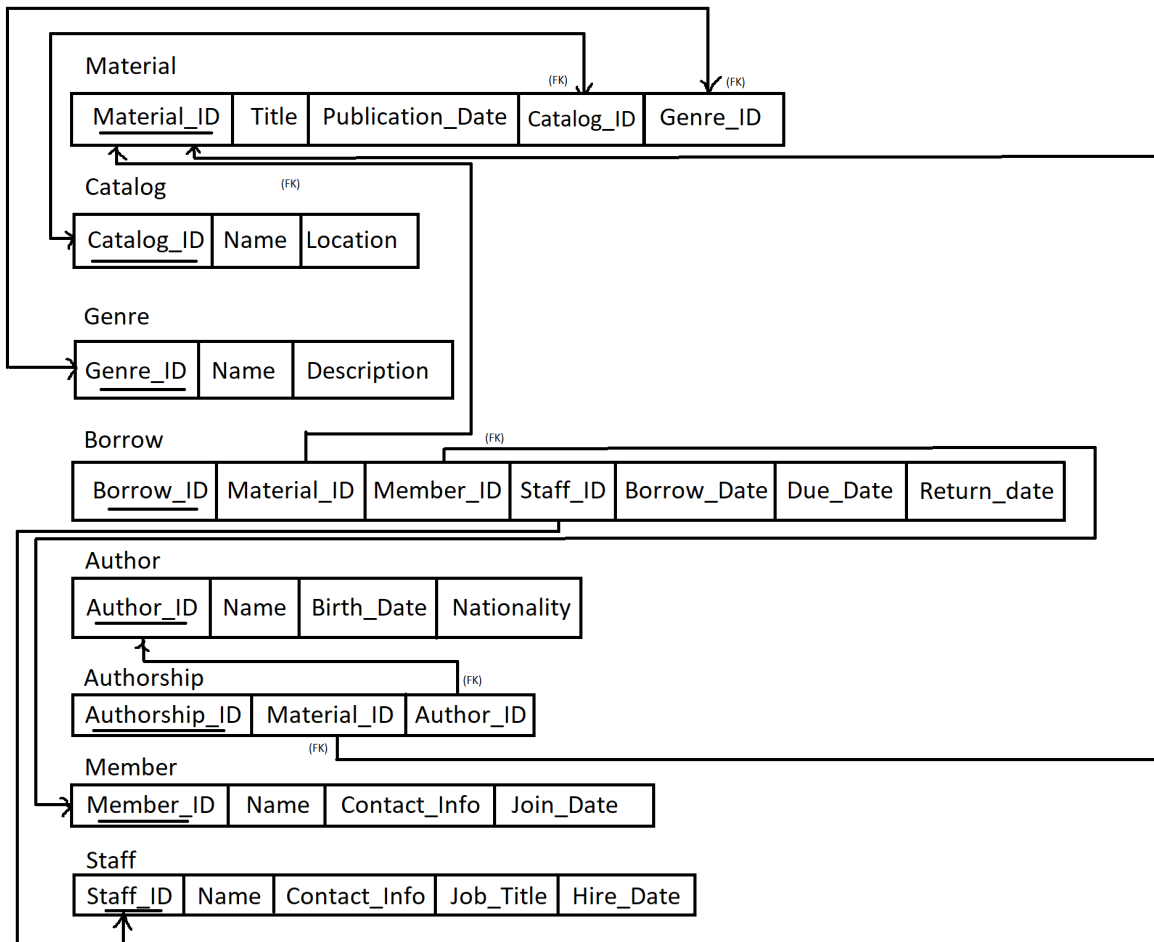 Material
(FK) (FK)
Material_ID Title Publication_Date Catalog_ID Genre_ID
Catalog (FK)
Catalog_ID Name Location
Genre
Genre_ID Name Description
Borrow (FK)
Borrow_ID Material_ID Member_ID Staff_ID Borrow_Date Due_Date Return_date
Author
Author_ID Name Birth_Date Nationality
Authorship (FK)
Authorship_ID Material_ID Author_ID
(FK)
Member
Member_ID Name Contact_Info Join_Date
Staff
Staff_ID Name Contact_Info Job_Title Hire_Date